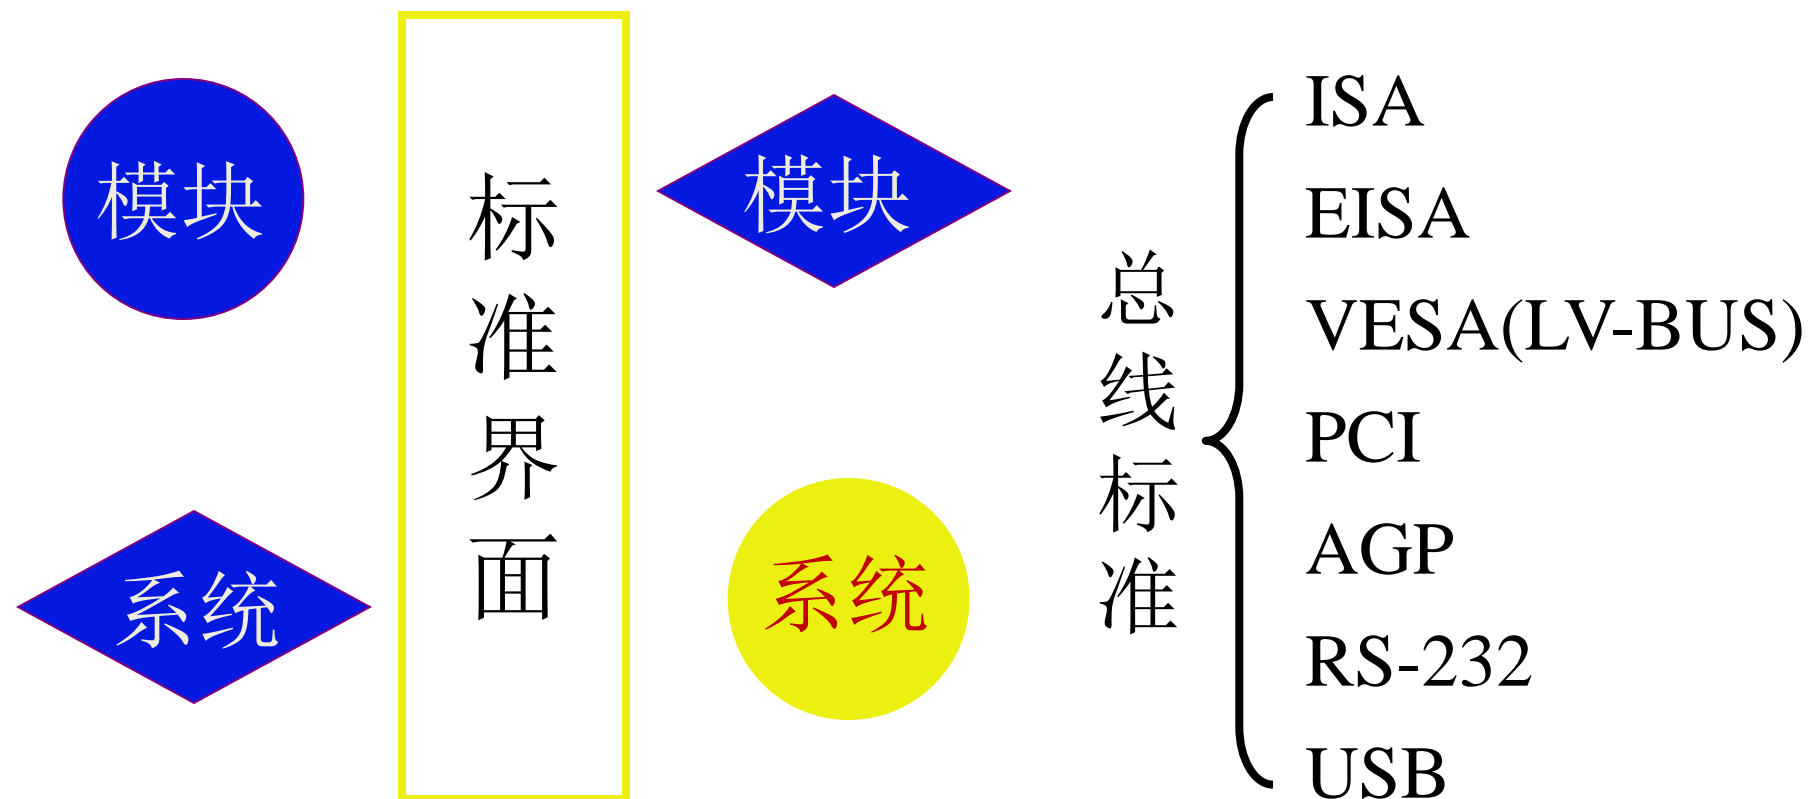 模块
系统
标准界面
模块
系统
总线标准
ISA
EISA
VESA(LV-BUS)
PCI
AGP
RS-232
USB